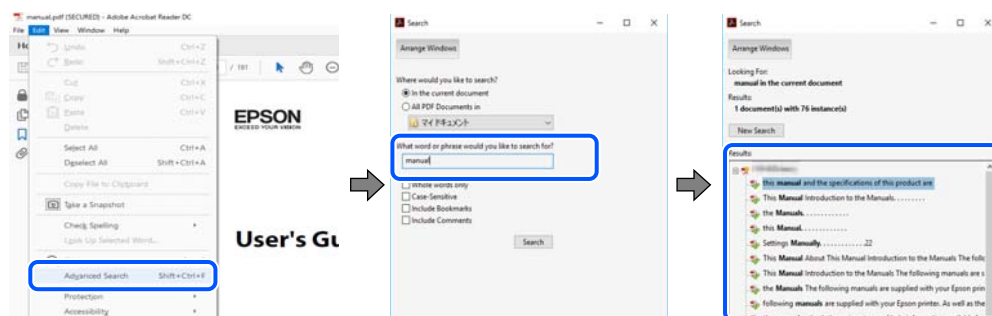 manual.pdf (SECURED) - Adobe Acrobat Reader DC
File Edit View Window Help
Undo Ctrl+Z
Redo Shift+Ctrl+Z
Cut Ctrl+X
Copy Ctrl+C
Paste Ctrl+V
Delete
Select All Ctrl+A
Deselect All Shift+Ctrl+A
Copy File to Clipboard
Take a Snapshot
Check Spelling
Look Up Selected Word...
Advanced Search Shift+Ctrl+F
Protection
Accessibility
/ 181
EPSON
EXCEED YOUR VISION
User's Gu
Search
Arrange Windows
Where would you like to search?
In the current document
All PDF Documents in
マイ ドキュメント
What word or phrase would you like to search for?
manual
Whole words only
Case-Sensitive
Include Bookmarks
Include Comments
Search
Search
Arrange Windows
Looking For:
manual in the current document
Results:
1 document(s) with 76 instance(s)
New Search
Results:
this manual and the specifications of this product are
This Manual Introduction to the Manuals. . . . . . . . .
the Manuals. . . . . . . . . . . .
this Manual. . . . . . . . . . . .
Settings Manually. . . . . . . . . . . .22
This Manual About This Manual Introduction to the Manuals The follo
This Manual Introduction to the Manuals The following manuals are s
the Manuals The following manuals are supplied with your Epson prin
following manuals are supplied with your Epson printer. As well as the